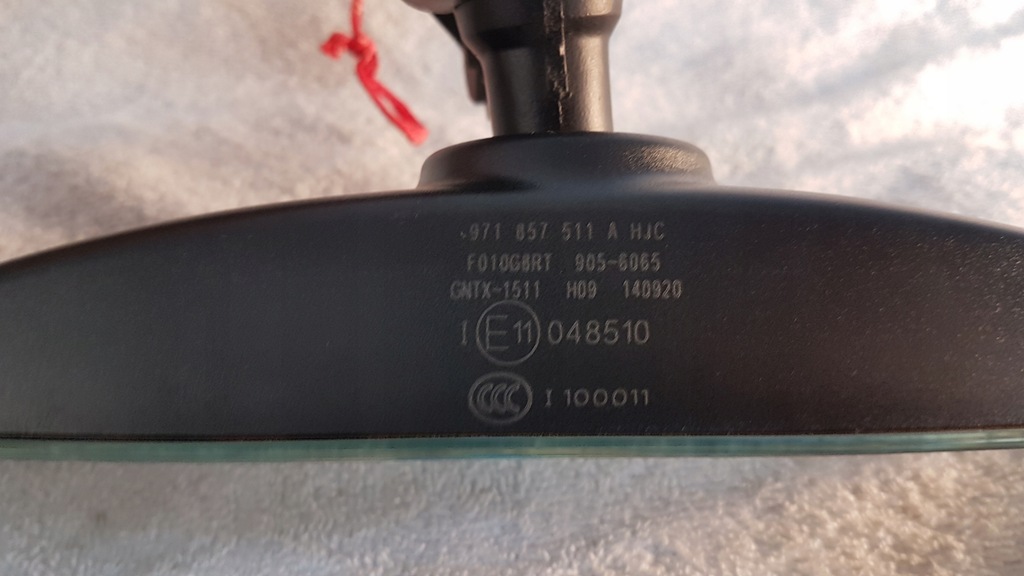 971 857 511 A HJC
F010G8RT 905-6065
GNTX-1511 H09 140920
I E11 048510
CCC I 100011